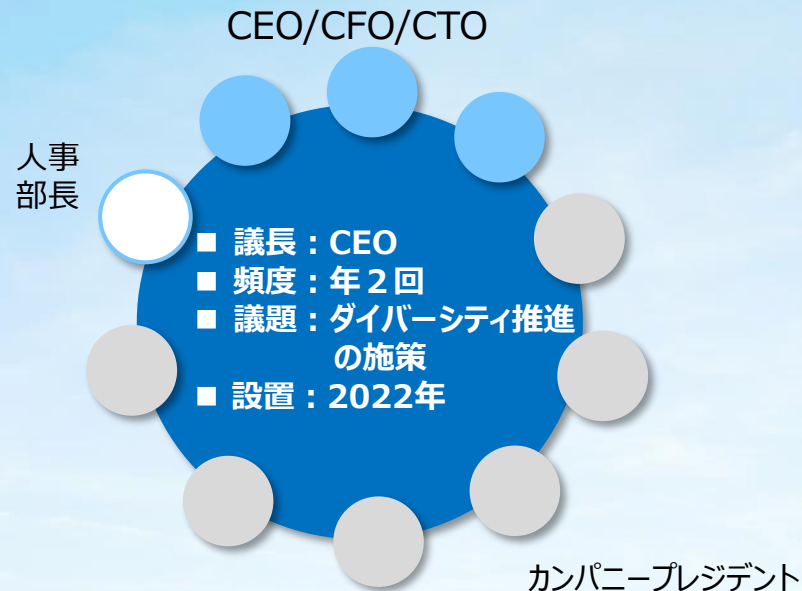 CEO/CFO/CTO
人事
部長
■ 議長：CEO
■ 頻度：年２回
■ 議題：ダイバーシティ推進
の施策
■ 設置：2022年
カンパニープレジデント